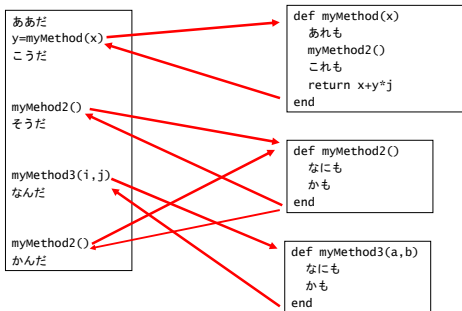 ああだ
y=myMethod(x)
こうだ
myMehod2()
そうだ
myMethod3(i,j)
なんだ
myMethod2()
かんだ
def myMethod(x)
あれも
myMethod2()
これも
return x+y*j
end
def myMethod2()
なにも
かも
end
def myMethod3(a,b)
なにも
かも
end